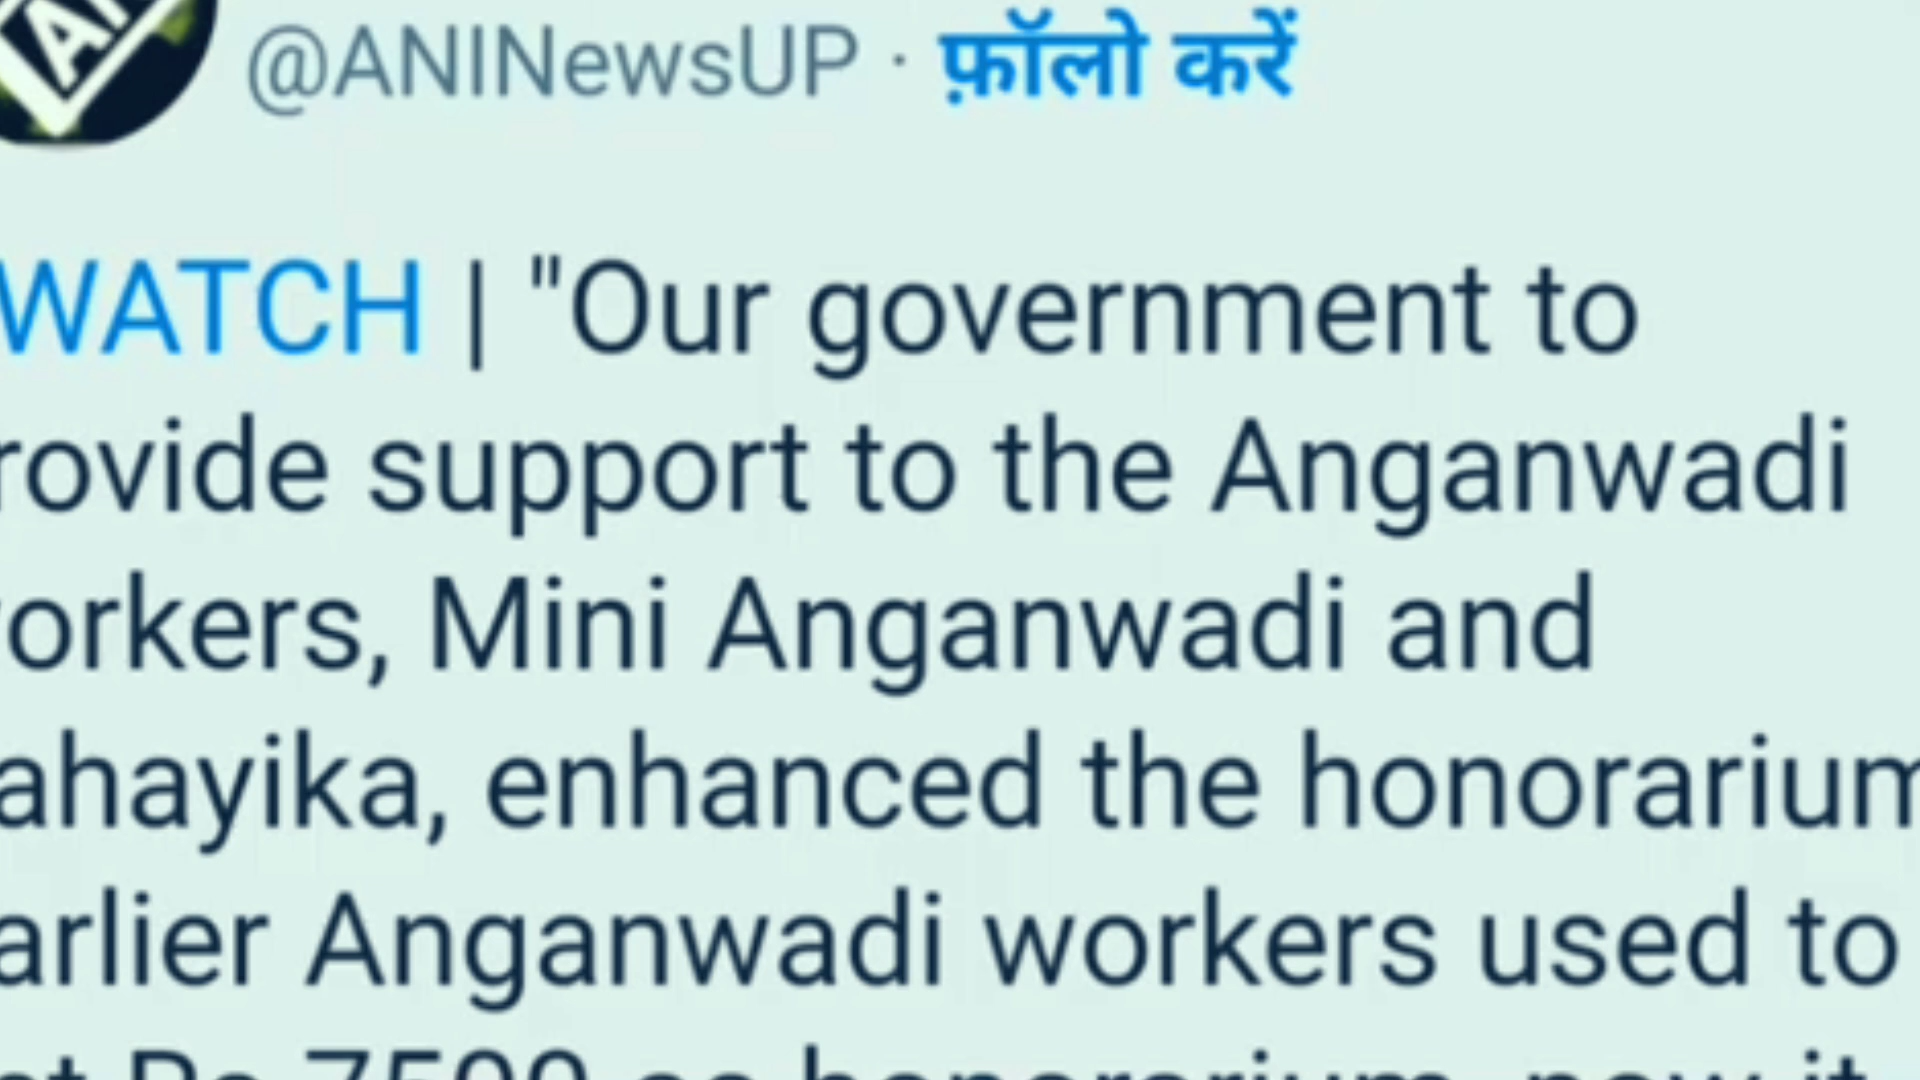 @ANINewsUP · फ़ॉलो करें
WATCH | "Our government to
rovide support to the Anganwadi
orkers, Mini Anganwadi and
ahayika, enhanced the honorarium
arlier Anganwadi workers used to